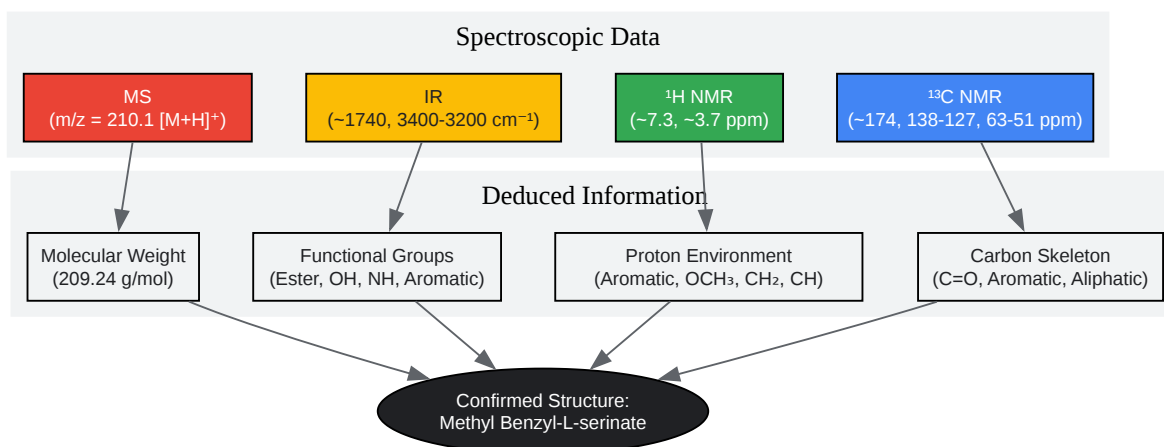 Spectroscopic Data
MS
(m/z = 210.1 [M+H]⁺)
IR
(~1740, 3400-3200 cm⁻¹)
¹H NMR
(~7.3, ~3.7 ppm)
¹³C NMR
(~174, 138-127, 63-51 ppm)
Deduced Information
Molecular Weight
(209.24 g/mol)
Functional Groups
(Ester, OH, NH, Aromatic)
Proton Environment
(Aromatic, OCH₃, CH₂, CH)
Carbon Skeleton
(C=O, Aromatic, Aliphatic)
Confirmed Structure:
Methyl Benzyl-L-serinate